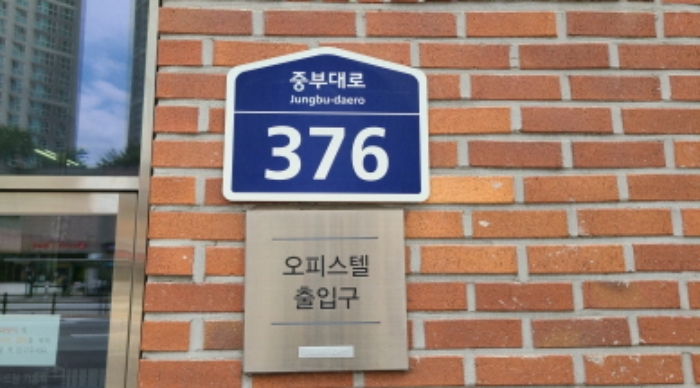 중부대로
Jungbu-daero
376
오피스텔
출입구